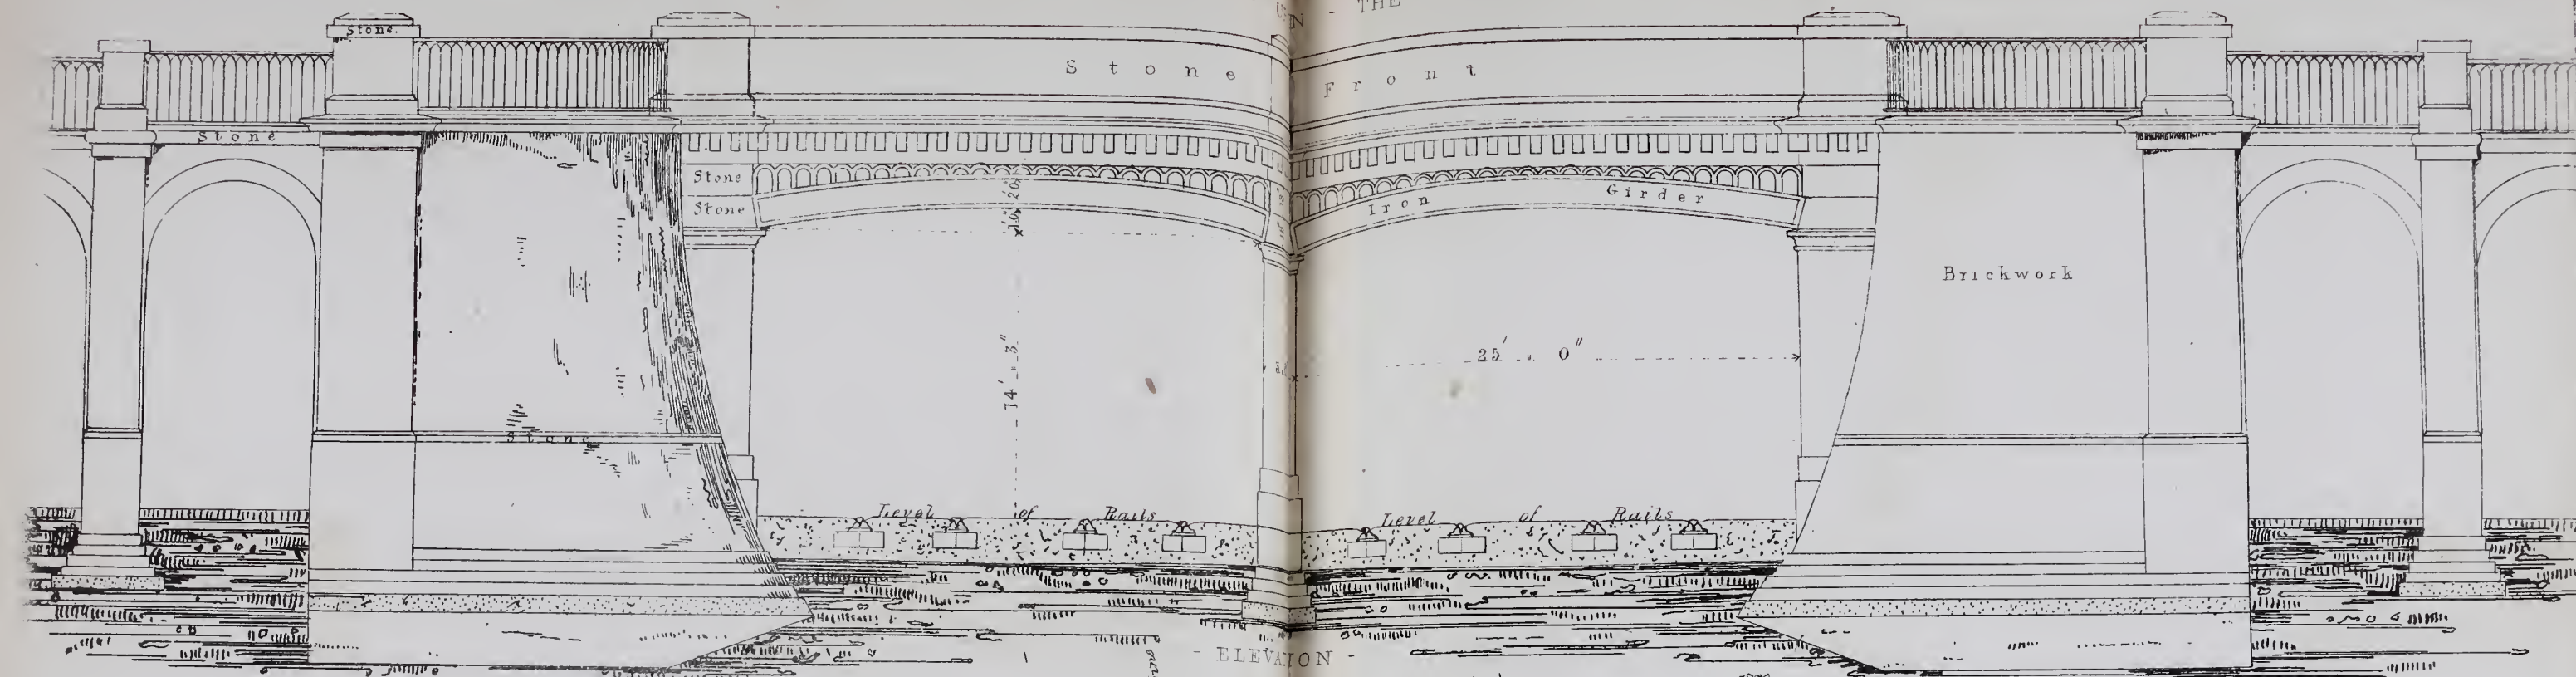 - THE
Stone.
Stone Front
Stone
Stone
Stone
Iron Girder
Brickwork
14' - 3"
25' " 0"
Stone
Level of Rails
Level of Rails
- ELEVATION -